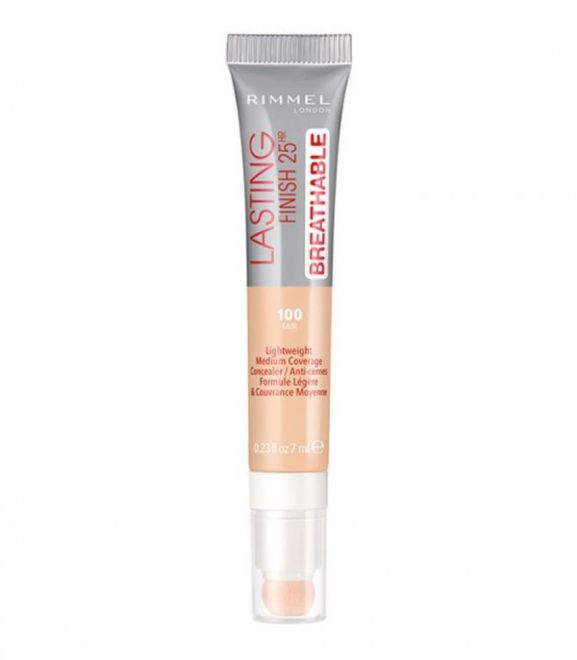 RIMMEL
LONDON
LASTING
FINISH 25HR
BREATHABLE
100
FAIR
Lightweight
Medium Coverage
Concealer / Anti-cernes
Formule Légère
& Couvrance Moyenne
0.23 fl oz 7 ml e